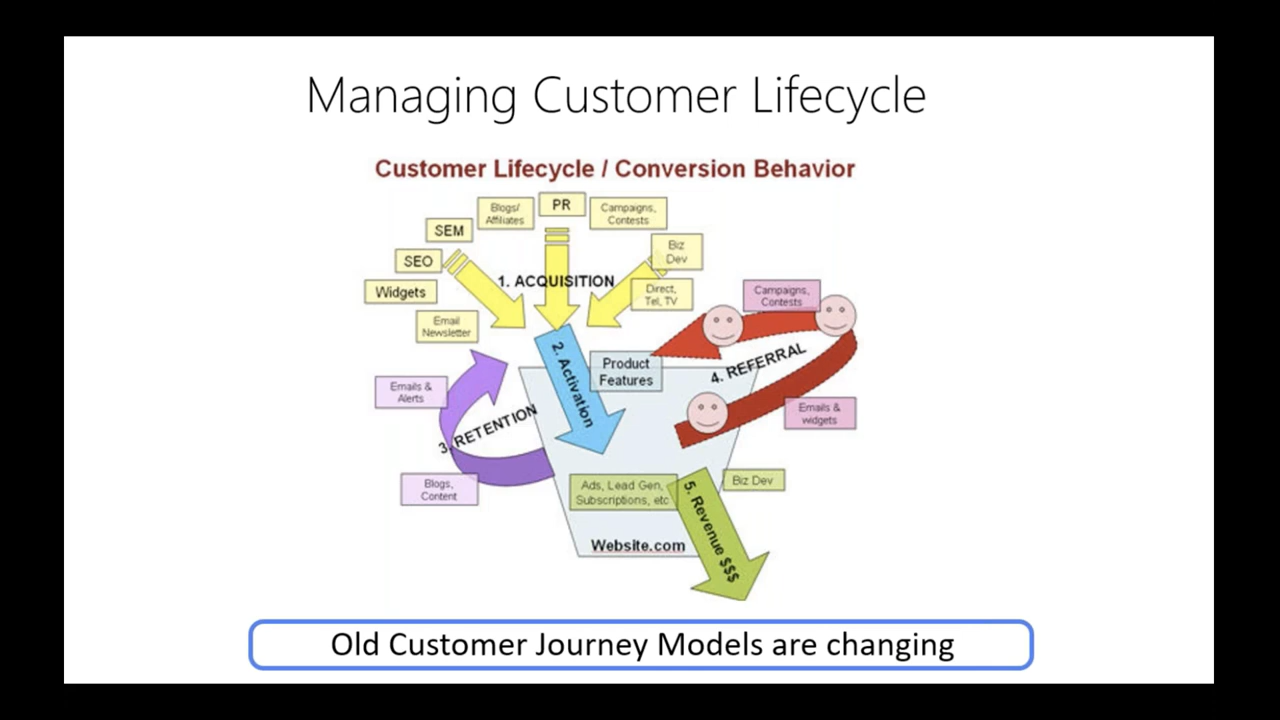 Managing Customer Lifecycle
Customer Lifecycle / Conversion Behavior
PR
Blogs/
Affiliates
Campaigns,
Contests
SEM
Biz
Dev
SEO
1. ACQUISITION
Widgets
Direct,
Tel, TV
Email
Newsletter
Campaigns,
Contests
2. Activation
Product
Features
4. REFERRAL
Emails &
Alerts
3. RETENTION
Emails &
widgets
Blogs,
Content
Ads, Lead Gen,
Subscriptions, etc
Biz Dev
5. Revenue $$$
Website.com
Old Customer Journey Models are changing